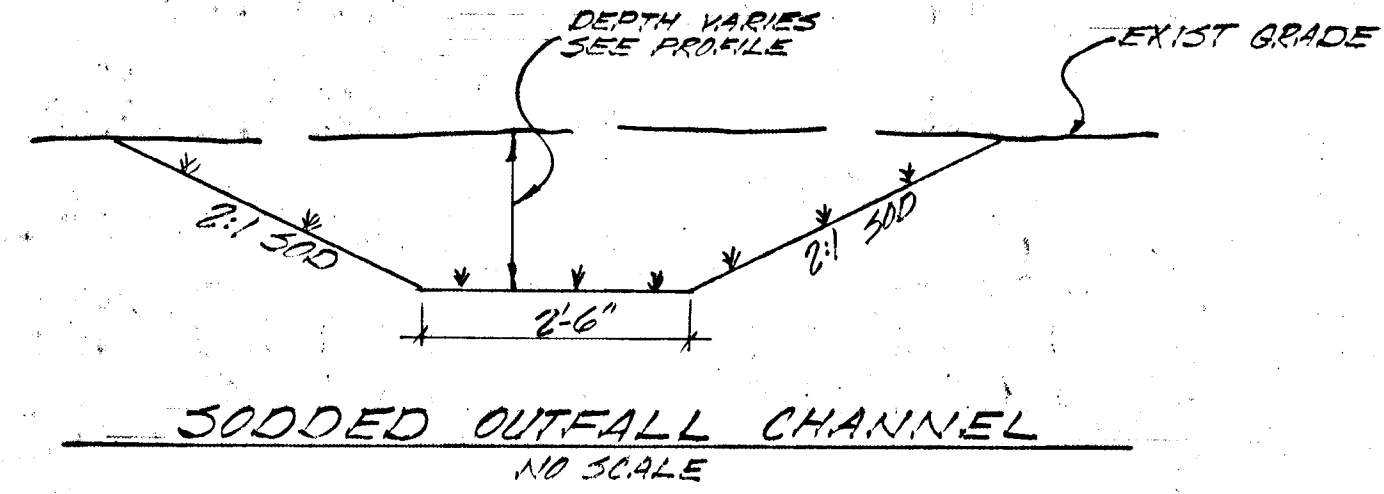 DEPTH VARIES
SEE PROFILE
EXIST GRADE
2:1 SOD
2:1 SOD
2'-6"
SODDED OUTFALL CHANNEL
NO SCALE